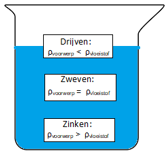 Drijven:
ρvoorwerp < ρvloeistof
Zweven:
ρvoorwerp = ρvloeistof
Zinken:
ρvoorwerp > ρvloeistof